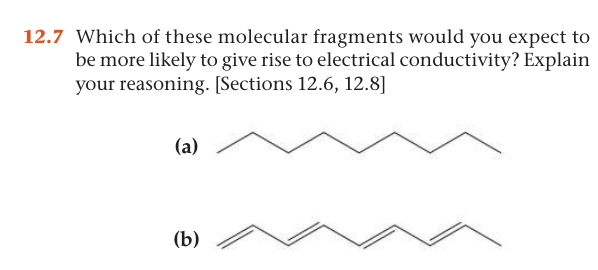 12.7 Which of these molecular fragments would you expect to
be more likely to give rise to electrical conductivity? Explain
your reasoning. [Sections 12.6, 12.8]
(a)
(b)